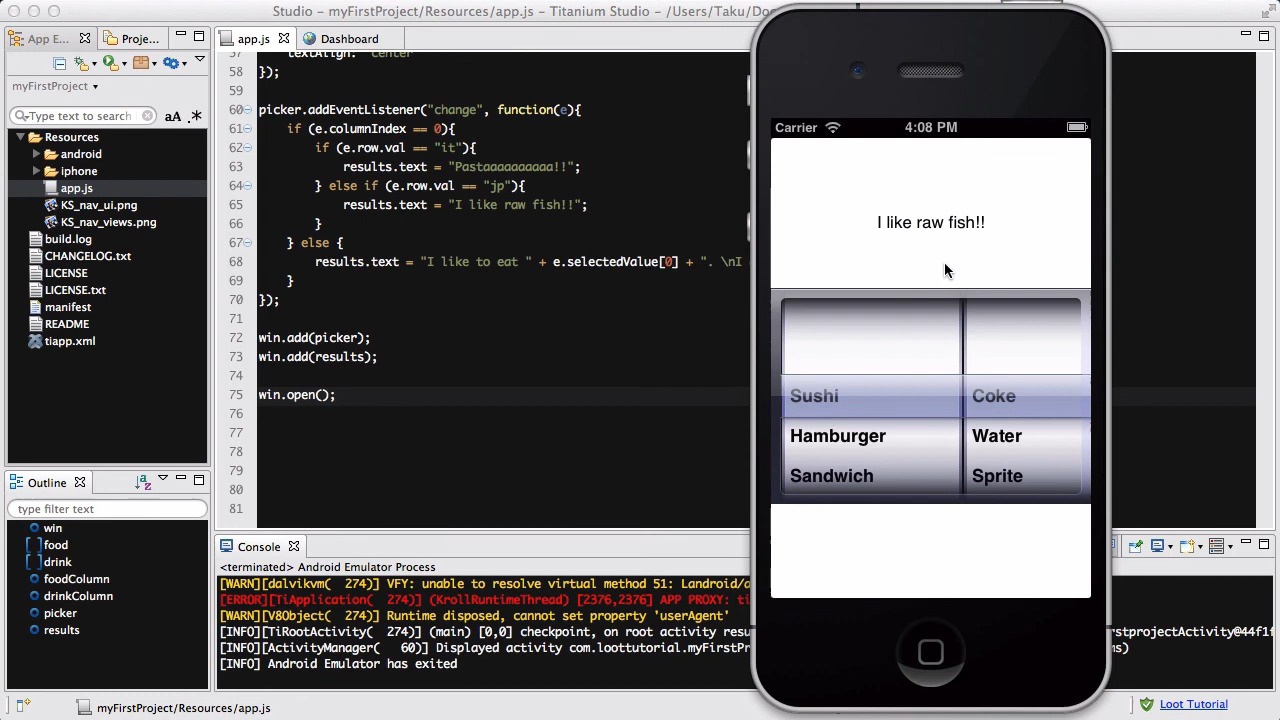 Studio - myFirstProject/Resources/app.js - Titanium Studio - /Users/Taku/Doc
App E
Proje
app.js
Dashboard
myFirstProject
Type text to search
aA
.*
Resources
android
iphone
app.js
KS_nav_ui.png
KS_nav_views.png
build.log
CHANGELOG.txt
LICENSE
LICENSE.txt
manifest
README
tiapp.xml
57 textAlign: "center"
58 });
59
60 picker.addEventListener("change", function(e){
61 if (e.columnIndex == 0){
62 if (e.row.val == "it"){
63 results.text = "Pastaaaaaaaaaa!!";
64 } else if (e.row.val == "jp"){
65 results.text = "I like raw fish!!";
66 }
67 } else {
68 results.text = "I like to eat " + e.selectedValue[0] + ". \nI
69 }
70 });
71
72 win.add(picker);
73 win.add(results);
74
75 win.open();
76
77
78
79
80
81
Carrier 4:08 PM
I like raw fish!!
Sushi Coke
Hamburger Water
Sandwich Sprite
Outline
type filter text
win
food
drink
foodColumn
drinkColumn
picker
results
Console
<terminated> Android Emulator Process
[WARN][dalvikvm( 274)] VFY: unable to resolve virtual method 51: Landroid/
[ERROR][TiApplication( 274)] (KrollRuntimeThread) [2376,2376] APP PROXY: ti
[WARN][V8Object( 274)] Runtime disposed, cannot set property 'userAgent'
[INFO][TiRootActivity( 274)] (main) [0,0] checkpoint, on root activity resu
[INFO][ActivityManager( 60)] Displayed activity com.loottutorial.myFirstP rstprojectActivity@44f1f
[INFO] Android Emulator has exited
myFirstProject/Resources/app.js
Loot Tutorial